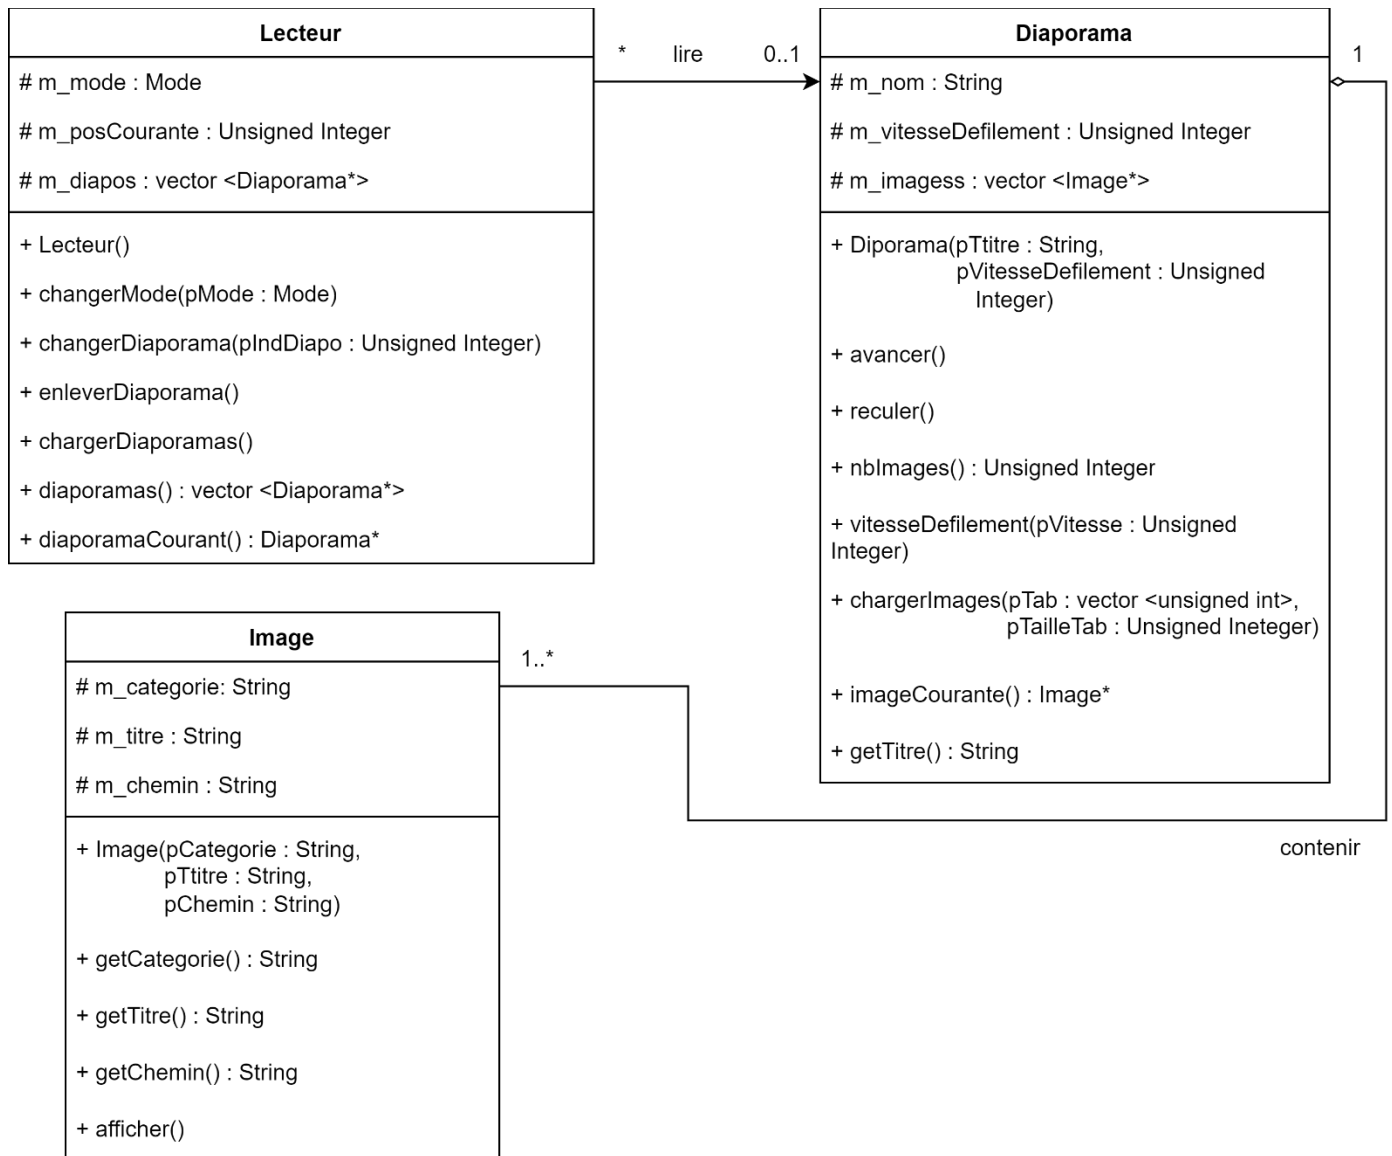 Lecteur
# m_mode : Mode
# m_posCourante : Unsigned Integer
# m_diapos : vector <Diaporama*>
+ Lecteur()
+ changerMode(pMode : Mode)
+ changerDiaporama(pIndDiapo : Unsigned Integer)
+ enleverDiaporama()
+ chargerDiaporamas()
+ diaporamas() : vector <Diaporama*>
+ diaporamaCourant() : Diaporama*
* lire 0..1
Diaporama
# m_nom : String
# m_vitesseDefilement : Unsigned Integer
# m_imagess : vector <Image*>
+ Diporama(pTtitre : String,
pVitesseDefilement : Unsigned
Integer)
+ avancer()
+ reculer()
+ nbImages() : Unsigned Integer
+ vitesseDefilement(pVitesse : Unsigned
Integer)
+ chargerImages(pTab : vector <unsigned int>,
pTailleTab : Unsigned Ineteger)
+ imageCourante() : Image*
+ getTitre() : String
1
contenir
1..*
Image
# m_categorie: String
# m_titre : String
# m_chemin : String
+ Image(pCategorie : String,
pTtitre : String,
pChemin : String)
+ getCategorie() : String
+ getTitre() : String
+ getChemin() : String
+ afficher()